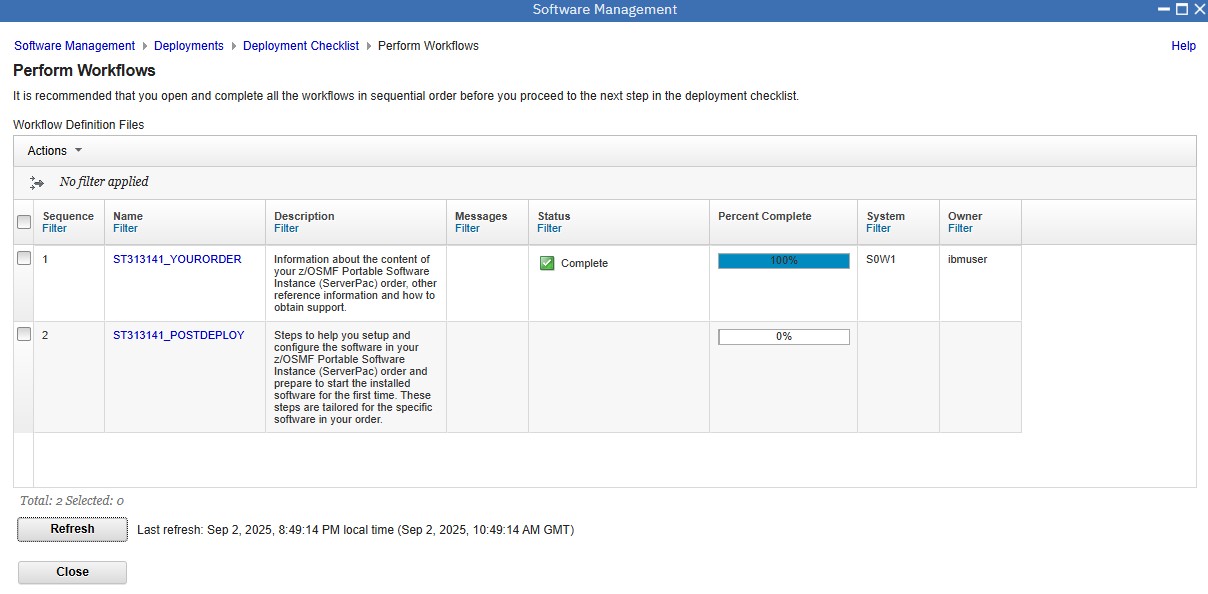 Software Management
Software Management Deployments Deployment Checklist Perform Workflows Help
Perform Workflows
It is recommended that you open and complete all the workflows in sequential order before you proceed to the next step in the deployment checklist.
Workflow Definition Files
Actions
No filter applied
Sequence Name Description Messages Status Percent Complete System Owner
Filter Filter Filter Filter Filter Filter Filter
1 ST313141_YOURORDER Information about the content of Complete 100% S0W1 ibmuser
your z/OSMF Portable Software
Instance (ServerPac) order, other
reference information and how to
obtain support.
2 ST313141_POSTDEPLOY Steps to help you setup and 0%
configure the software in your
z/OSMF Portable Software
Instance (ServerPac) order and
prepare to start the installed
software for the first time. These
steps are tailored for the specific
software in your order.
Total: 2 Selected: 0
Refresh Last refresh: Sep 2, 2025, 8:49:14 PM local time (Sep 2, 2025, 10:49:14 AM GMT)
Close